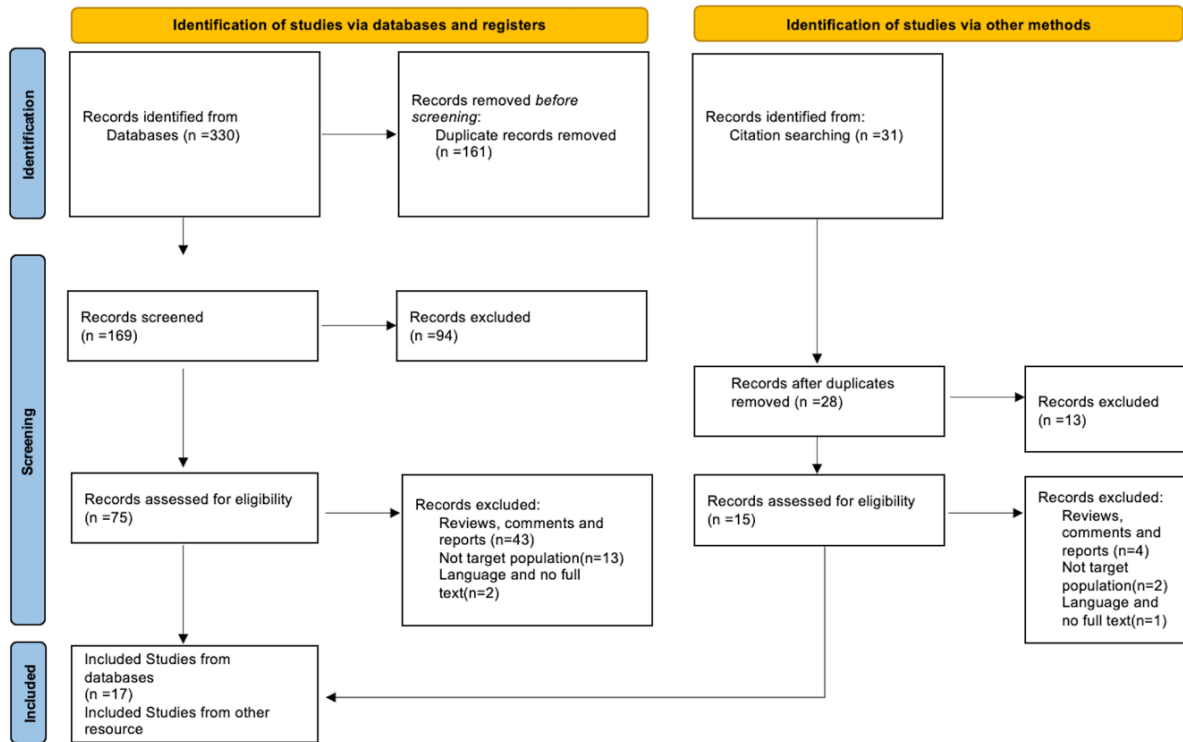 Identification of studies via databases and registers
Identification of studies via other methods
Identification
Records identified from
Databases (n =330)
Records removed before
screening:
Duplicate records removed
(n =161)
Records identified from:
Citation searching (n =31)
Screening
Records screened
(n =169)
Records excluded
(n =94)
Records after duplicates
removed (n =28)
Records excluded
(n =13)
Records assessed for eligibility
(n =75)
Records excluded:
Reviews, comments and
reports (n=43)
Not target population(n=13)
Language and no full
text(n=2)
Records assessed for eligibility
(n =15)
Records excluded:
Reviews,
comments and
reports (n=4)
Not target
population(n=2)
Language and
no full text(n=1)
Included
Included Studies from
databases
(n =17)
Included Studies from other
resource